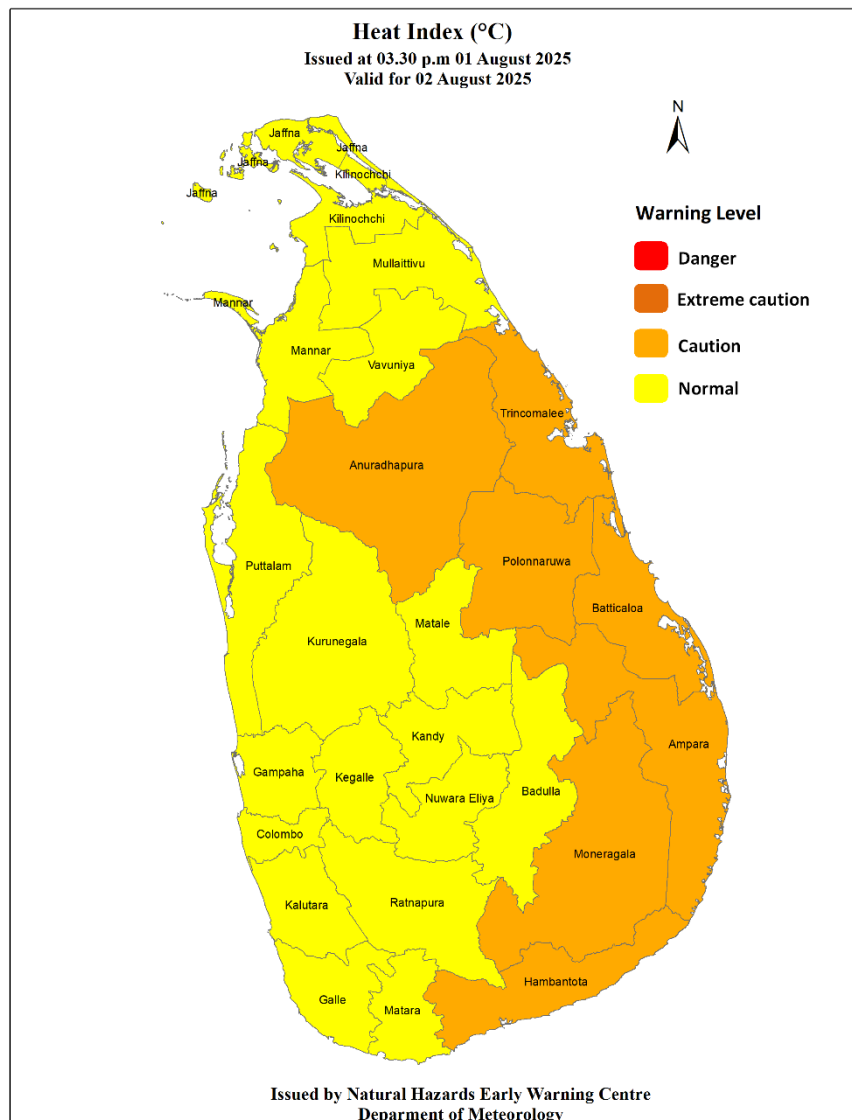 Heat Index (°C)
Issued at 03.30 p.m 01 August 2025
Valid for 02 August 2025
N
Warning Level
Danger
Extreme caution
Caution
Normal
Jaffna
Jaffna
Jaffna
Jaffna
Kilinochchi
Kilinochchi
Mullaittivu
Mannar
Mannar
Vavuniya
Trincomalee
Anuradhapura
Puttalam
Polonnaruwa
Batticaloa
Matale
Kurunegala
Kandy
Ampara
Gampaha
Kegalle
Nuwara Eliya
Badulla
Colombo
Moneragala
Kalutara
Ratnapura
Hambantota
Galle
Matara
Issued by Natural Hazards Early Warning Centre
Deparment of Meteorology